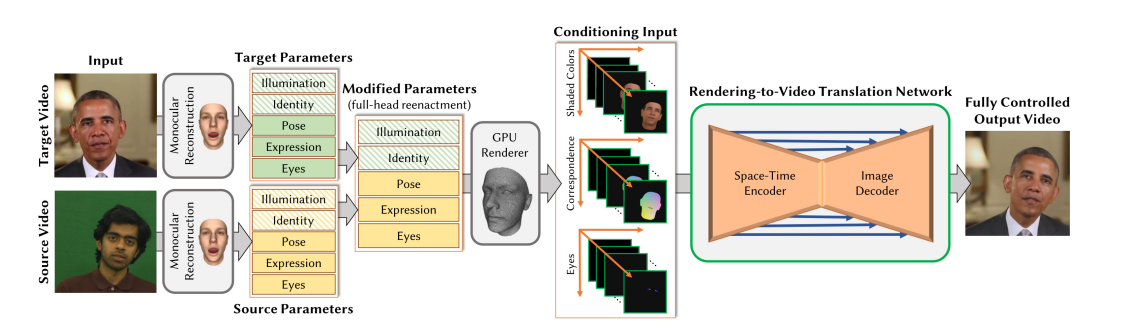 Input
Target Video
Monocular
Reconstruction
Target Parameters
Illumination
Identity
Pose
Expression
Eyes
Source Video
Monocular
Reconstruction
Illumination
Identity
Pose
Expression
Eyes
Source Parameters
Modified Parameters
(full-head reenactment)
Illumination
Identity
Pose
Expression
Eyes
GPU
Renderer
Conditioning Input
Shaded Colors
Correspondence
Eyes
Rendering-to-Video Translation Network
Space-Time
Encoder
Image
Decoder
Fully Controlled
Output Video